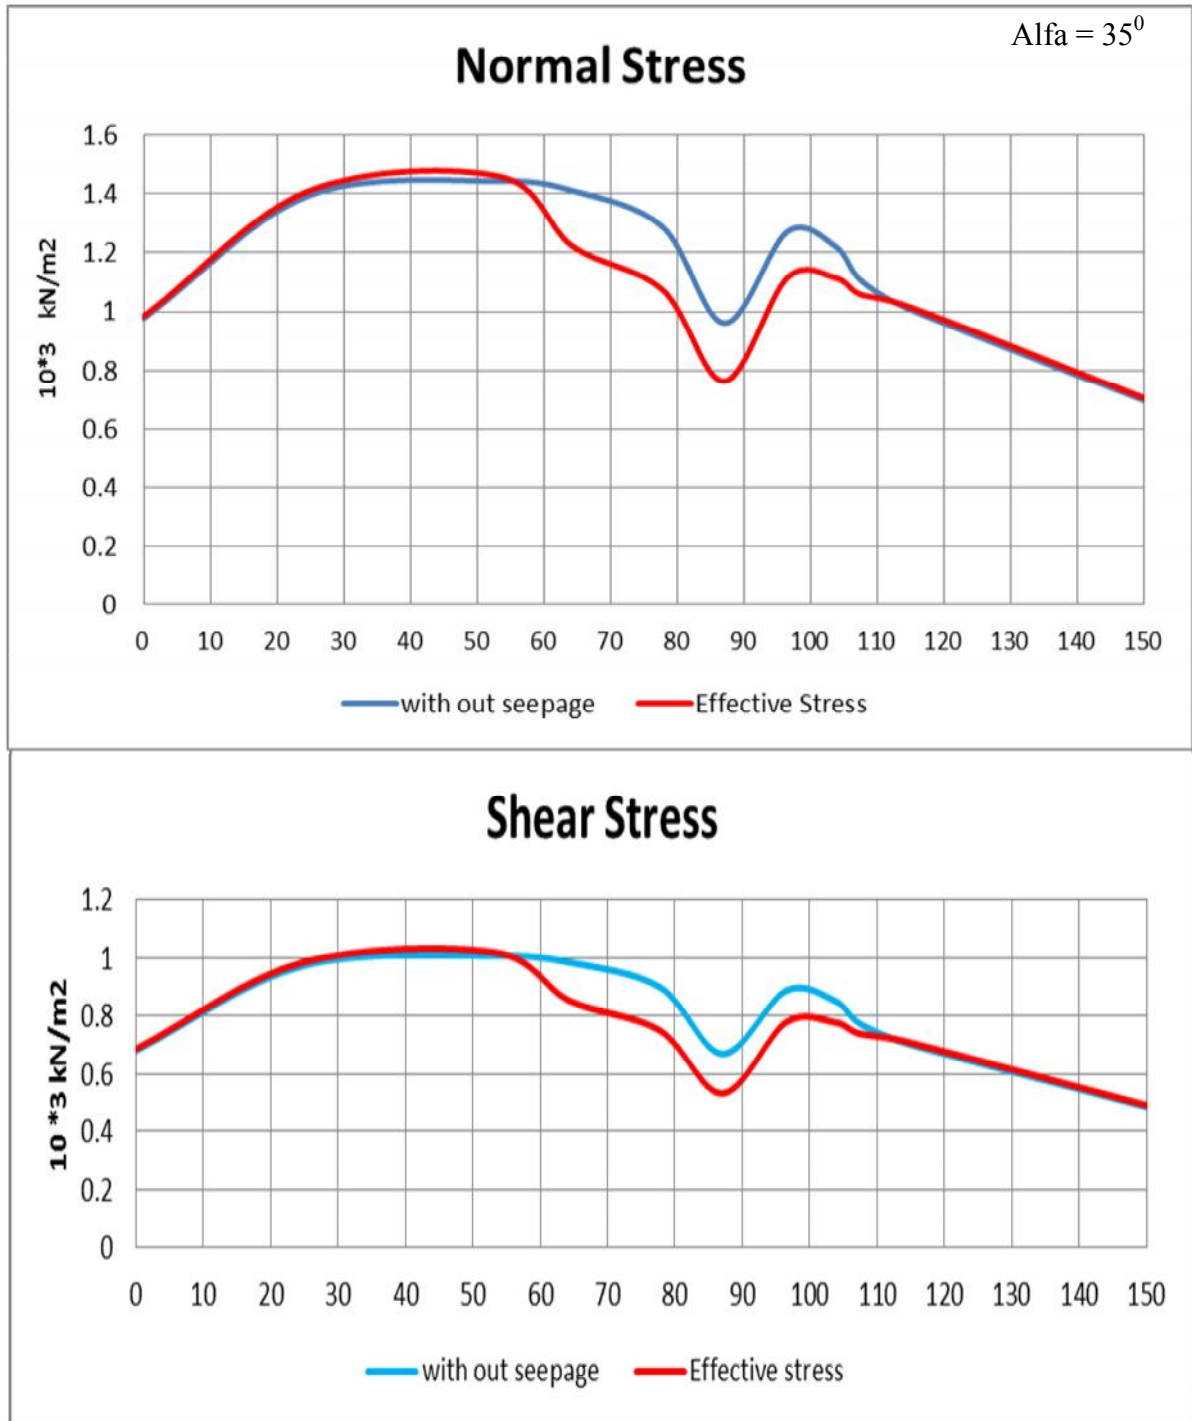 Alfa = 35⁰
Normal Stress
10*3 kN/m2
1.6
1.4
1.2
1
0.8
0.6
0.4
0.2
0
0 10 20 30 40 50 60 70 80 90 100 110 120 130 140 150
with out seepage Effective Stress
Shear Stress
10 *3 kN/m2
1.2
1
0.8
0.6
0.4
0.2
0
0 10 20 30 40 50 60 70 80 90 100 110 120 130 140 150
with out seepage Effective stress